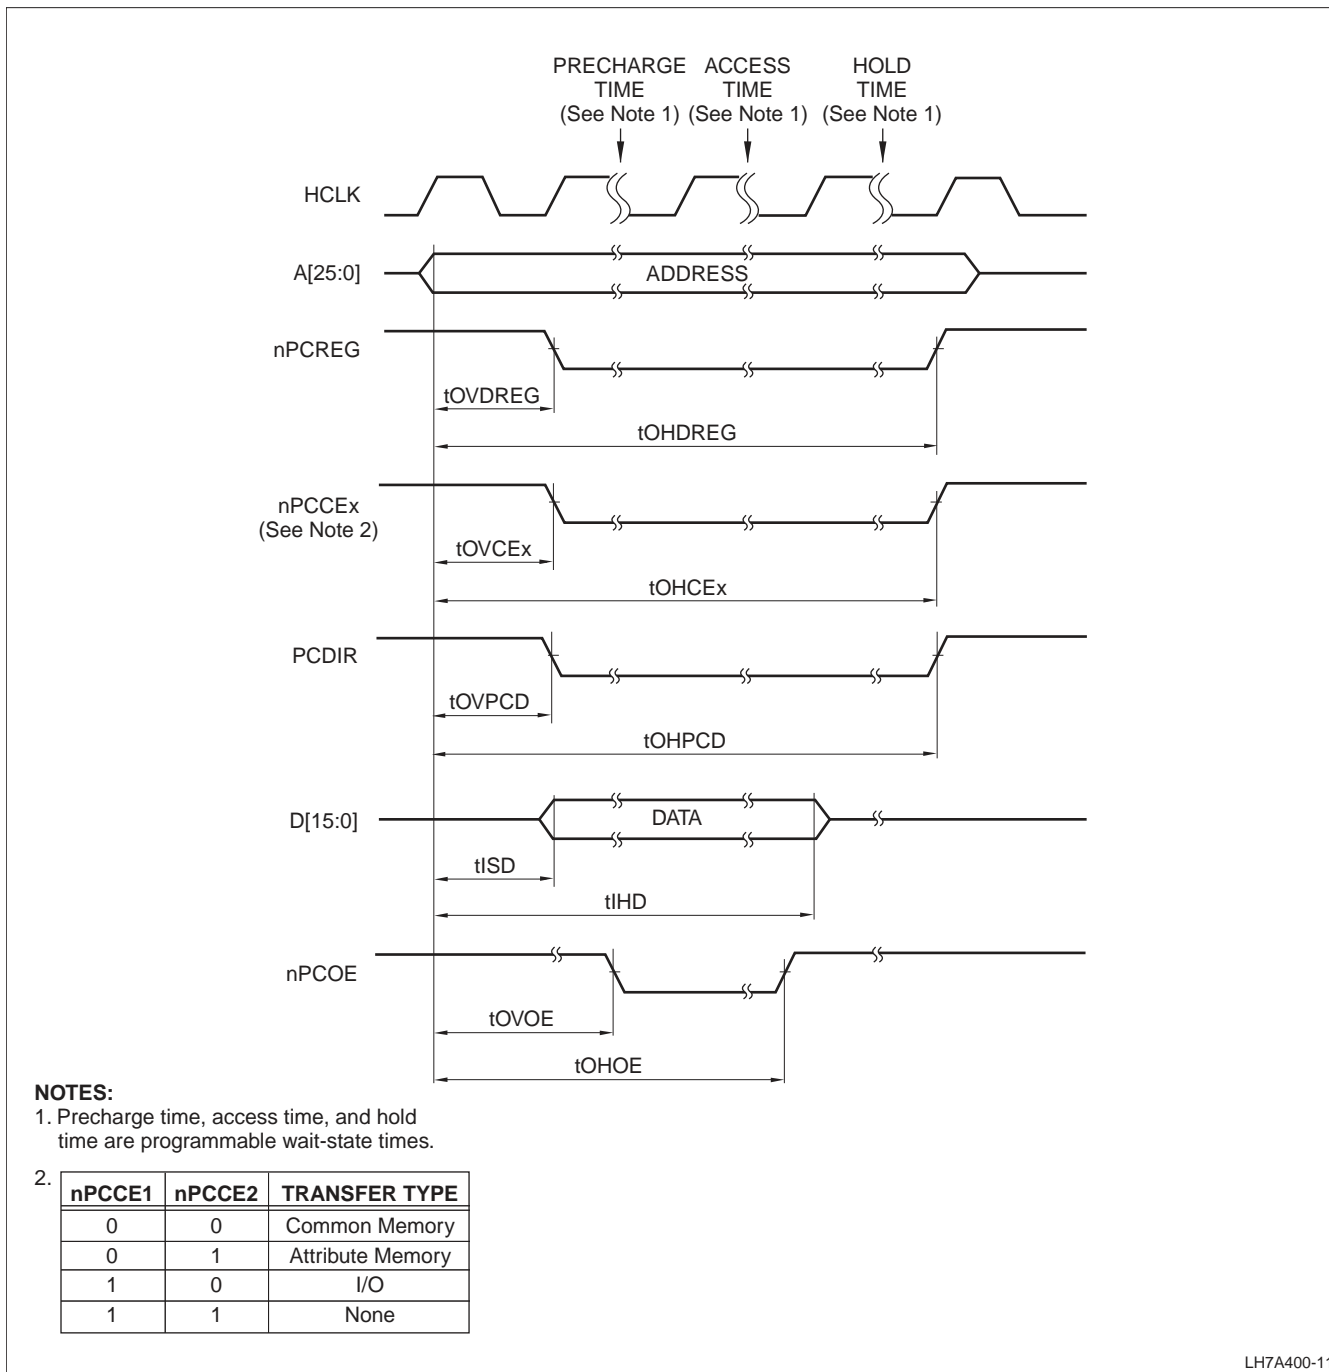 PRECHARGE TIME (See Note 1)
ACCESS TIME (See Note 1)
HOLD TIME (See Note 1)
HCLK
A[25:0]
ADDRESS
nPCREG
tOVDREG
tOHDREG
nPCCEx
(See Note 2)
tOVCEx
tOHCEx
PCDIR
tOVPCD
tOHPCD
D[15:0]
DATA
tISD
tIHD
nPCOE
tOVOE
tOHOE
NOTES:
1. Precharge time, access time, and hold
time are programmable wait-state times.
2.
nPCCE1 nPCCE2 TRANSFER TYPE
0 0 Common Memory
0 1 Attribute Memory
1 0 I/O
1 1 None